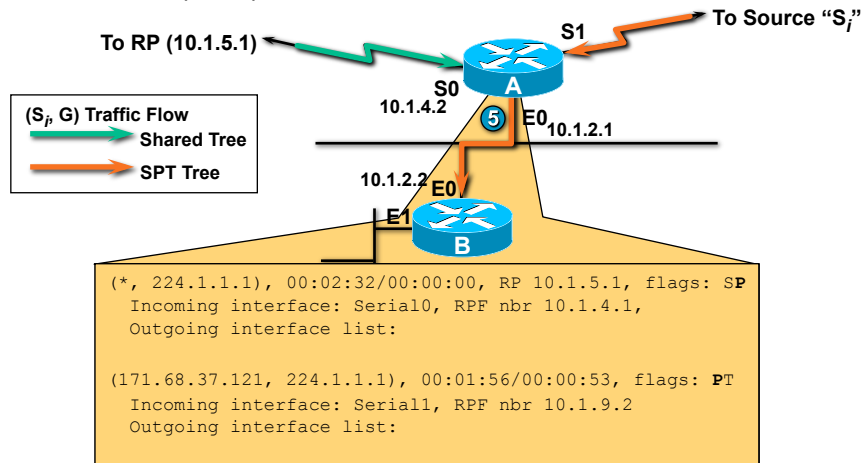 To Source "Si"
To RP (10.1.5.1)
S1
S0
A
10.1.4.2
(Si, G) Traffic Flow
Shared Tree
SPT Tree
5
E0
10.1.2.1
10.1.2.2
E0
E1
B
(*, 224.1.1.1), 00:02:32/00:00:00, RP 10.1.5.1, flags: SP
Incoming interface: Serial0, RPF nbr 10.1.4.1,
Outgoing interface list:
(171.68.37.121, 224.1.1.1), 00:01:56/00:00:53, flags: PT
Incoming interface: Serial1, RPF nbr 10.1.9.2
Outgoing interface list: